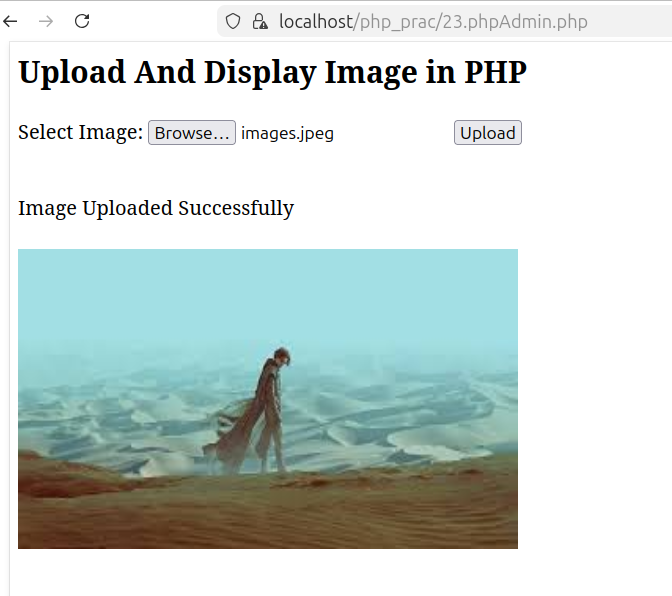 localhost/php_prac/23.phpAdmin.php
Upload And Display Image in PHP
Select Image: Browse... images.jpeg Upload
Image Uploaded Successfully